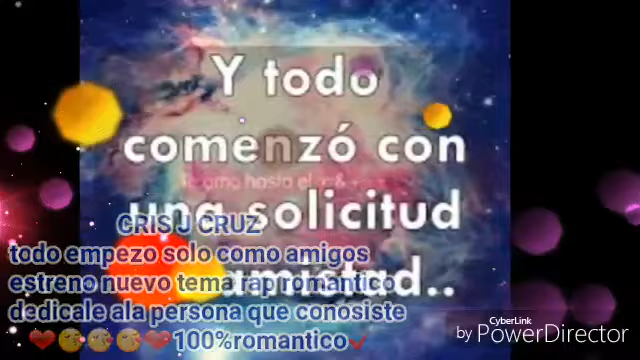 Y todo
comenzó con
una solicitud
amistad..
CRIS J CRUZ
todo empezo solo como amigos
estreno nuevo tema rap romantico
dedicale ala persona que conosiste
❤😘😘😘❤100%romantico✔
CyberLink
by PowerDirector